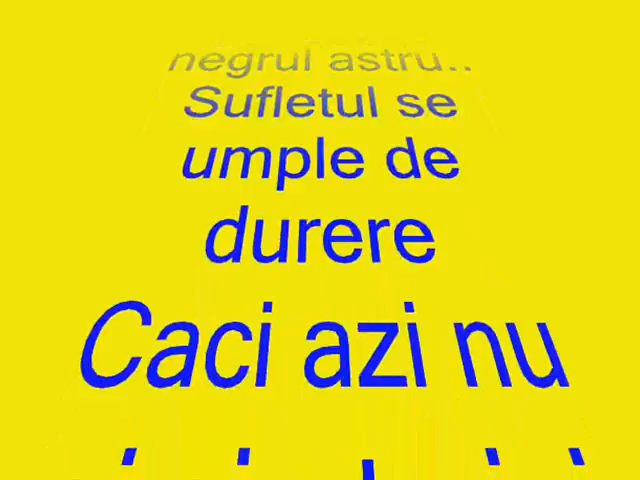 negrul astru..
Sufletul se
umple de
durere
Caci azi nu